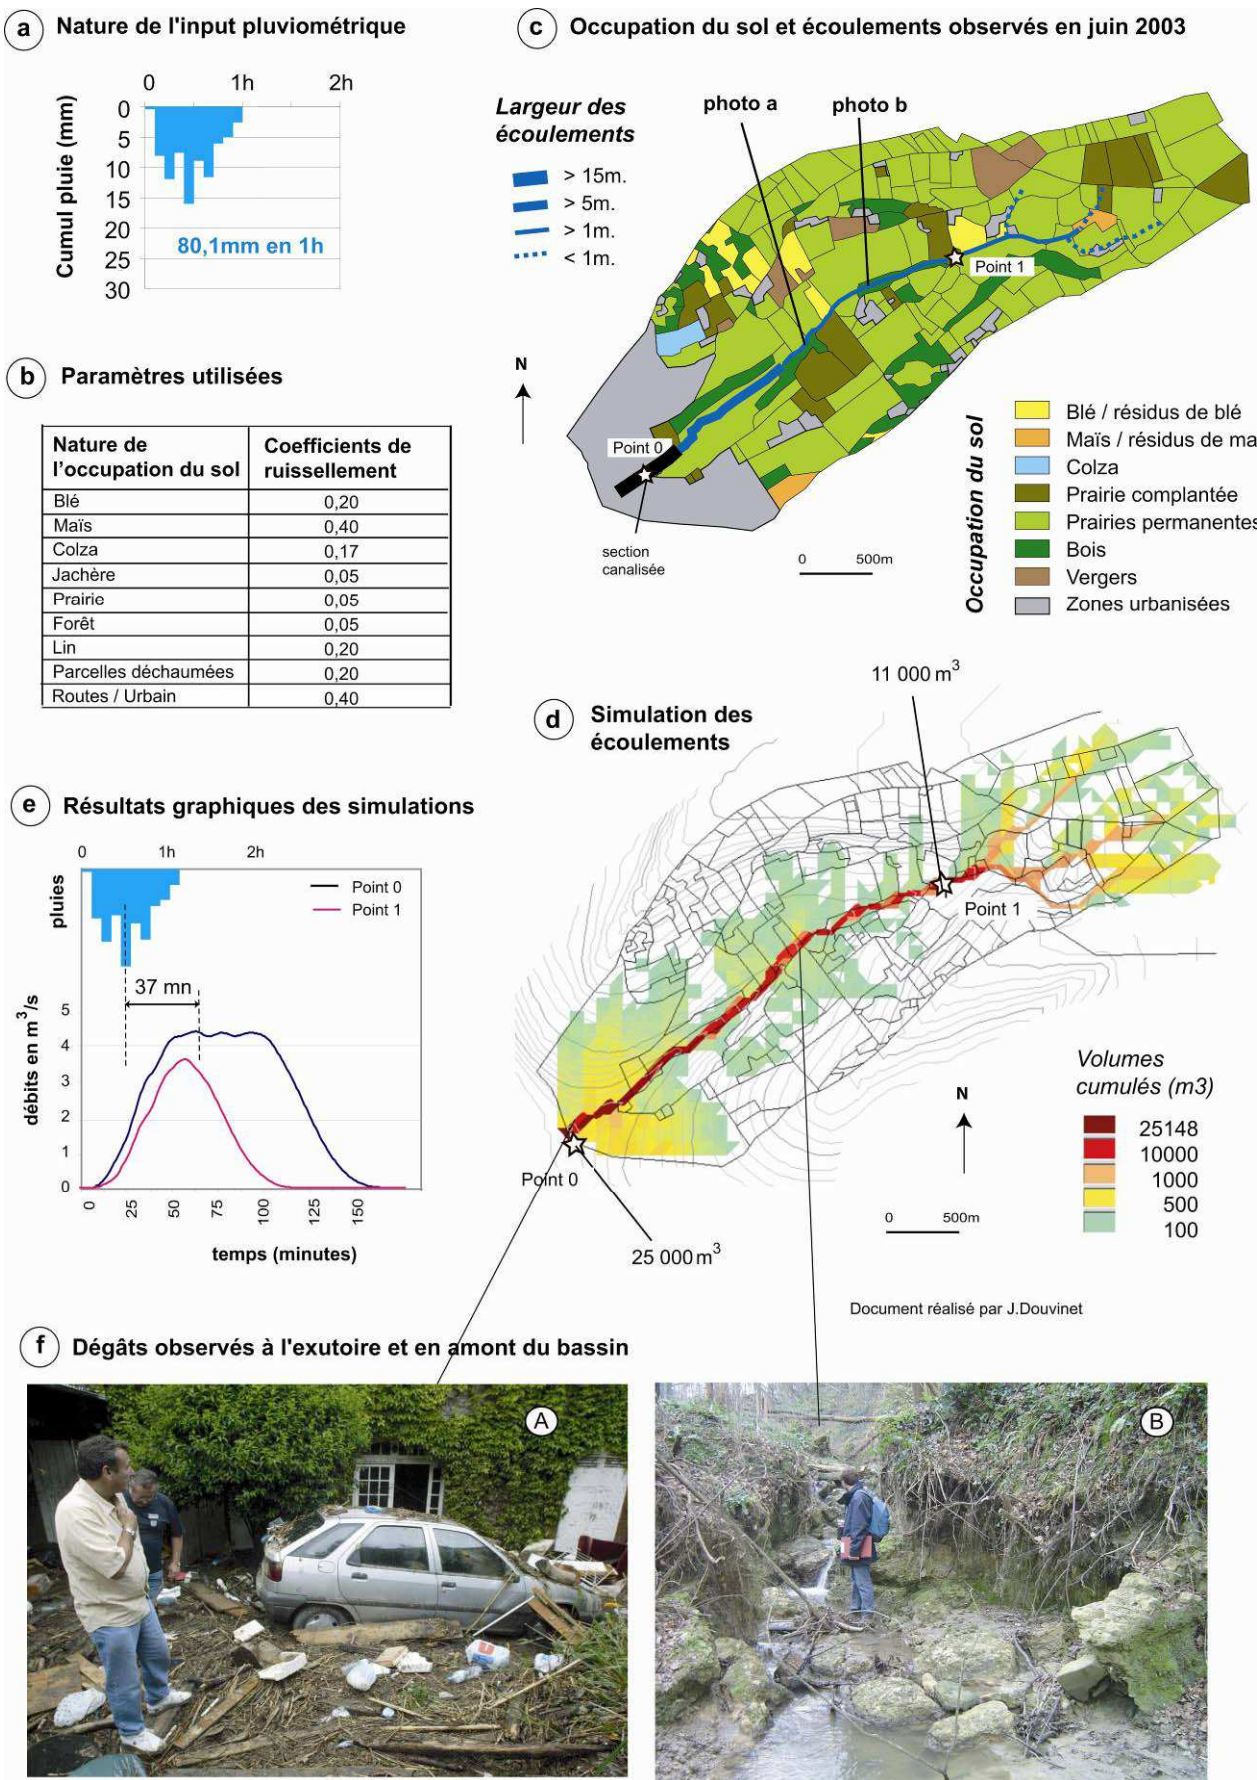 a Nature de l'input pluviométrique
0 1h 2h
Cumul pluie (mm)
0
5
10
15
20
25
30
80,1mm en 1h
b Paramètres utilisées
Nature de l'occupation du sol
Coefficients de ruissellement
Blé 0,20
Maïs 0,40
Colza 0,17
Jachère 0,05
Prairie 0,05
Forêt 0,05
Lin 0,20
Parcelles déchaumées 0,20
Routes / Urbain 0,40
c Occupation du sol et écoulements observés en juin 2003
Largeur des
écoulements
> 15m.
> 5m.
> 1m.
< 1m.
photo a
photo b
Point 1
Point 0
N
section
canalisée
0 500m
Occupation du sol
Blé / résidus de blé
Maïs / résidus de ma
Colza
Prairie complantée
Prairies permanentes
Bois
Vergers
Zones urbanisées
d Simulation des
écoulements
11 000 m3
Point 1
Point 0
25 000 m3
N
0 500m
Volumes
cumulés (m3)
25148
10000
1000
500
100
Document réalisé par J.Douvinet
e Résultats graphiques des simulations
0 1h 2h
pluies
Point 0
Point 1
37 mn
débits en m3/s
5
4
3
2
1
0
0 25 50 75 100 125 150
temps (minutes)
f Dégâts observés à l'exutoire et en amont du bassin
A
B